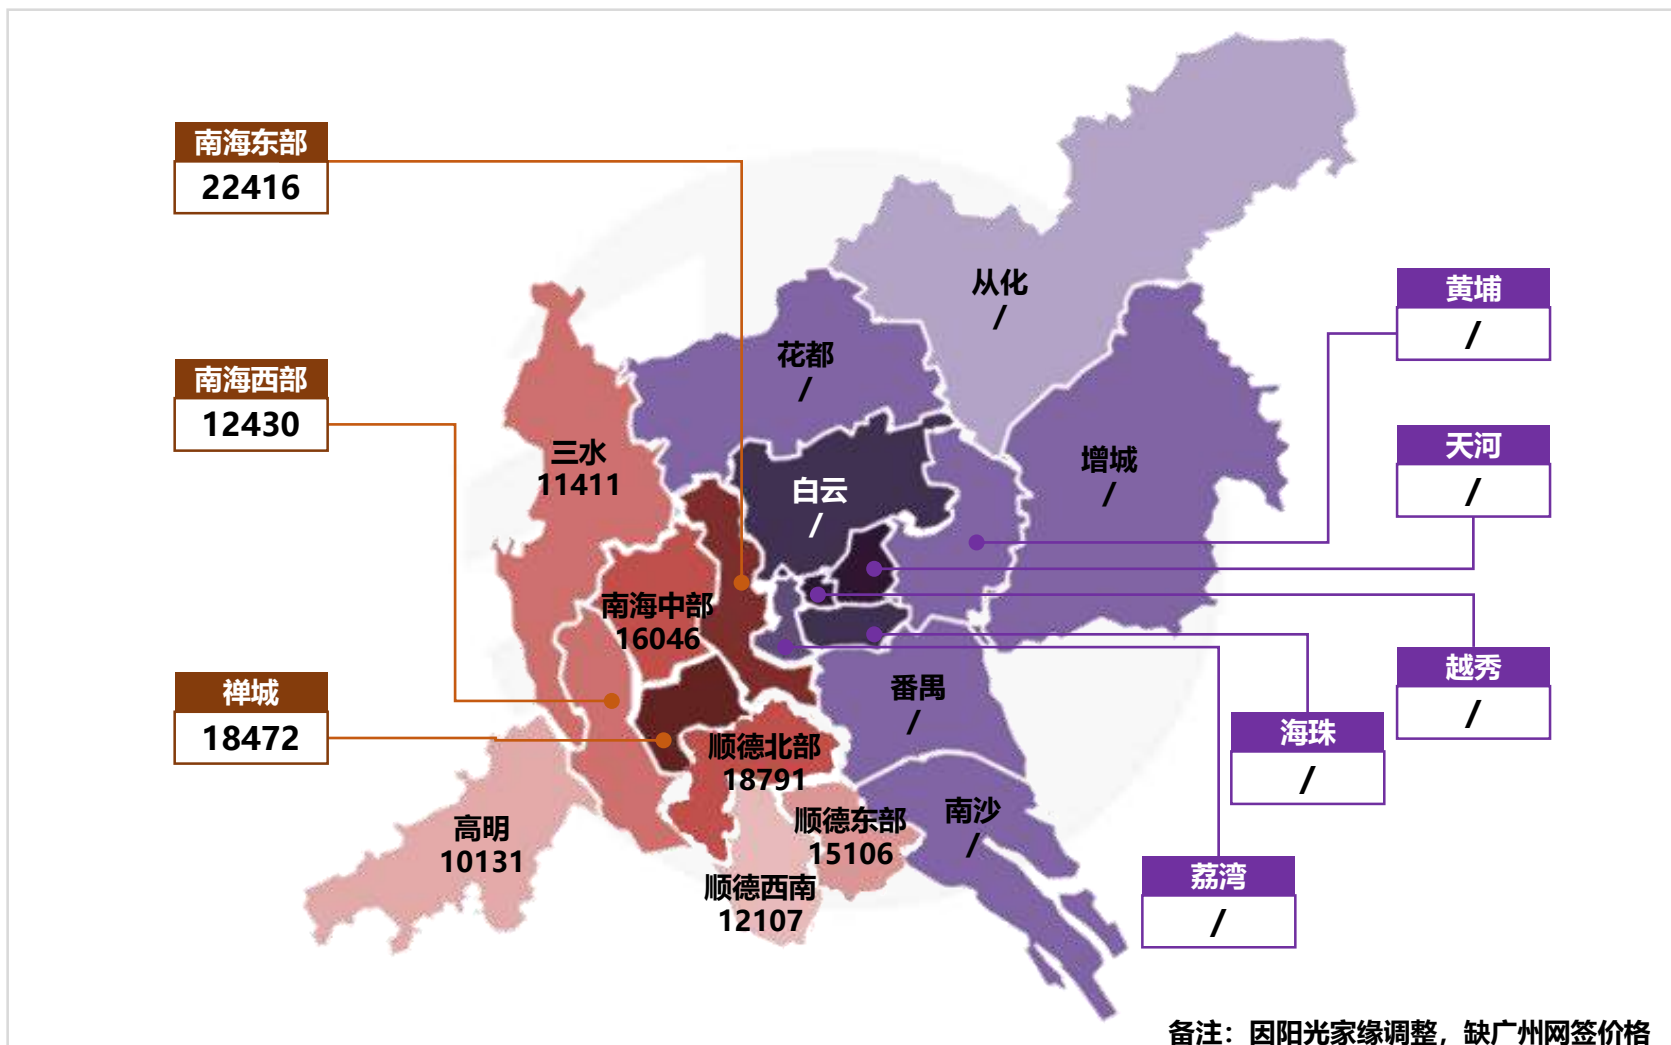 南海东部
22416
从化
/
黄埔
/
花都
/
南海西部
12430
三水
11411
天河
/
增城
/
白云
/
南海中部
16046
越秀
/
禅城
18472
番禺
/
海珠
/
顺德北部
18791
南沙
/
顺德东部
15106
高明
10131
顺德西南
12107
荔湾
/
备注：因阳光家缘调整，缺广州网签价格